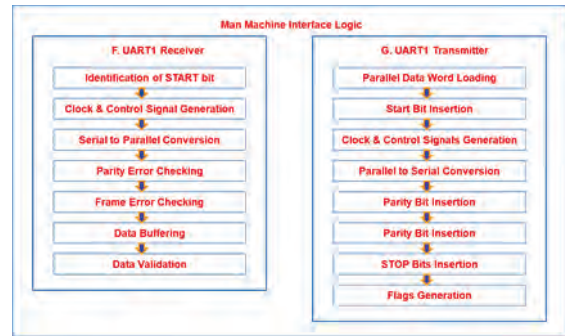 Man Machine Interface Logic
F. UART1 Receiver
Identification of START bit
Clock & Control Signal Generation
Serial to Parallel Conversion
Parity Error Checking
Frame Error Checking
Data Buffering
Data Validation
G. UART1 Transmitter
Parallel Data Word Loading
Start Bit Insertion
Clock & Control Signals Generation
Parallel to Serial Conversion
Parity Bit Insertion
Parity Bit Insertion
STOP Bits Insertion
Flags Generation